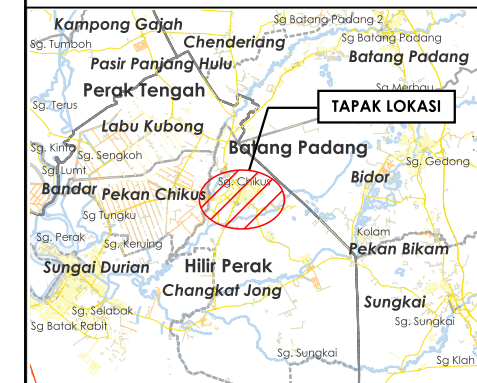 Kampong Gajah
Sg Batang Padang 2
Sg. Tumboh
Chenderiang
Sg Batang Padang
Pasir Panjang Hulu
Batang Padang
Perak Tengah
Sg Merbau
Sg. Terus
TAPAK LOKASI
Labu Kubong
Sg. Kinta
Batang Padang
Sg. Sengkoh
Sg. Gedong
Sg. Lumt
Bidor
Sg. Chikus
Bandar
Pekan Chikus
Sg Tungku
Kolam
Sg. Perak
Sg. Keruing
Pekan Bikam
Sungai Durian
Hilir Perak
Changkat Jong
Sungkai
Sg. Selabak
Sg. Sungkai
Sg Batak Rabit
Sg. Sungkai
Sg Klah